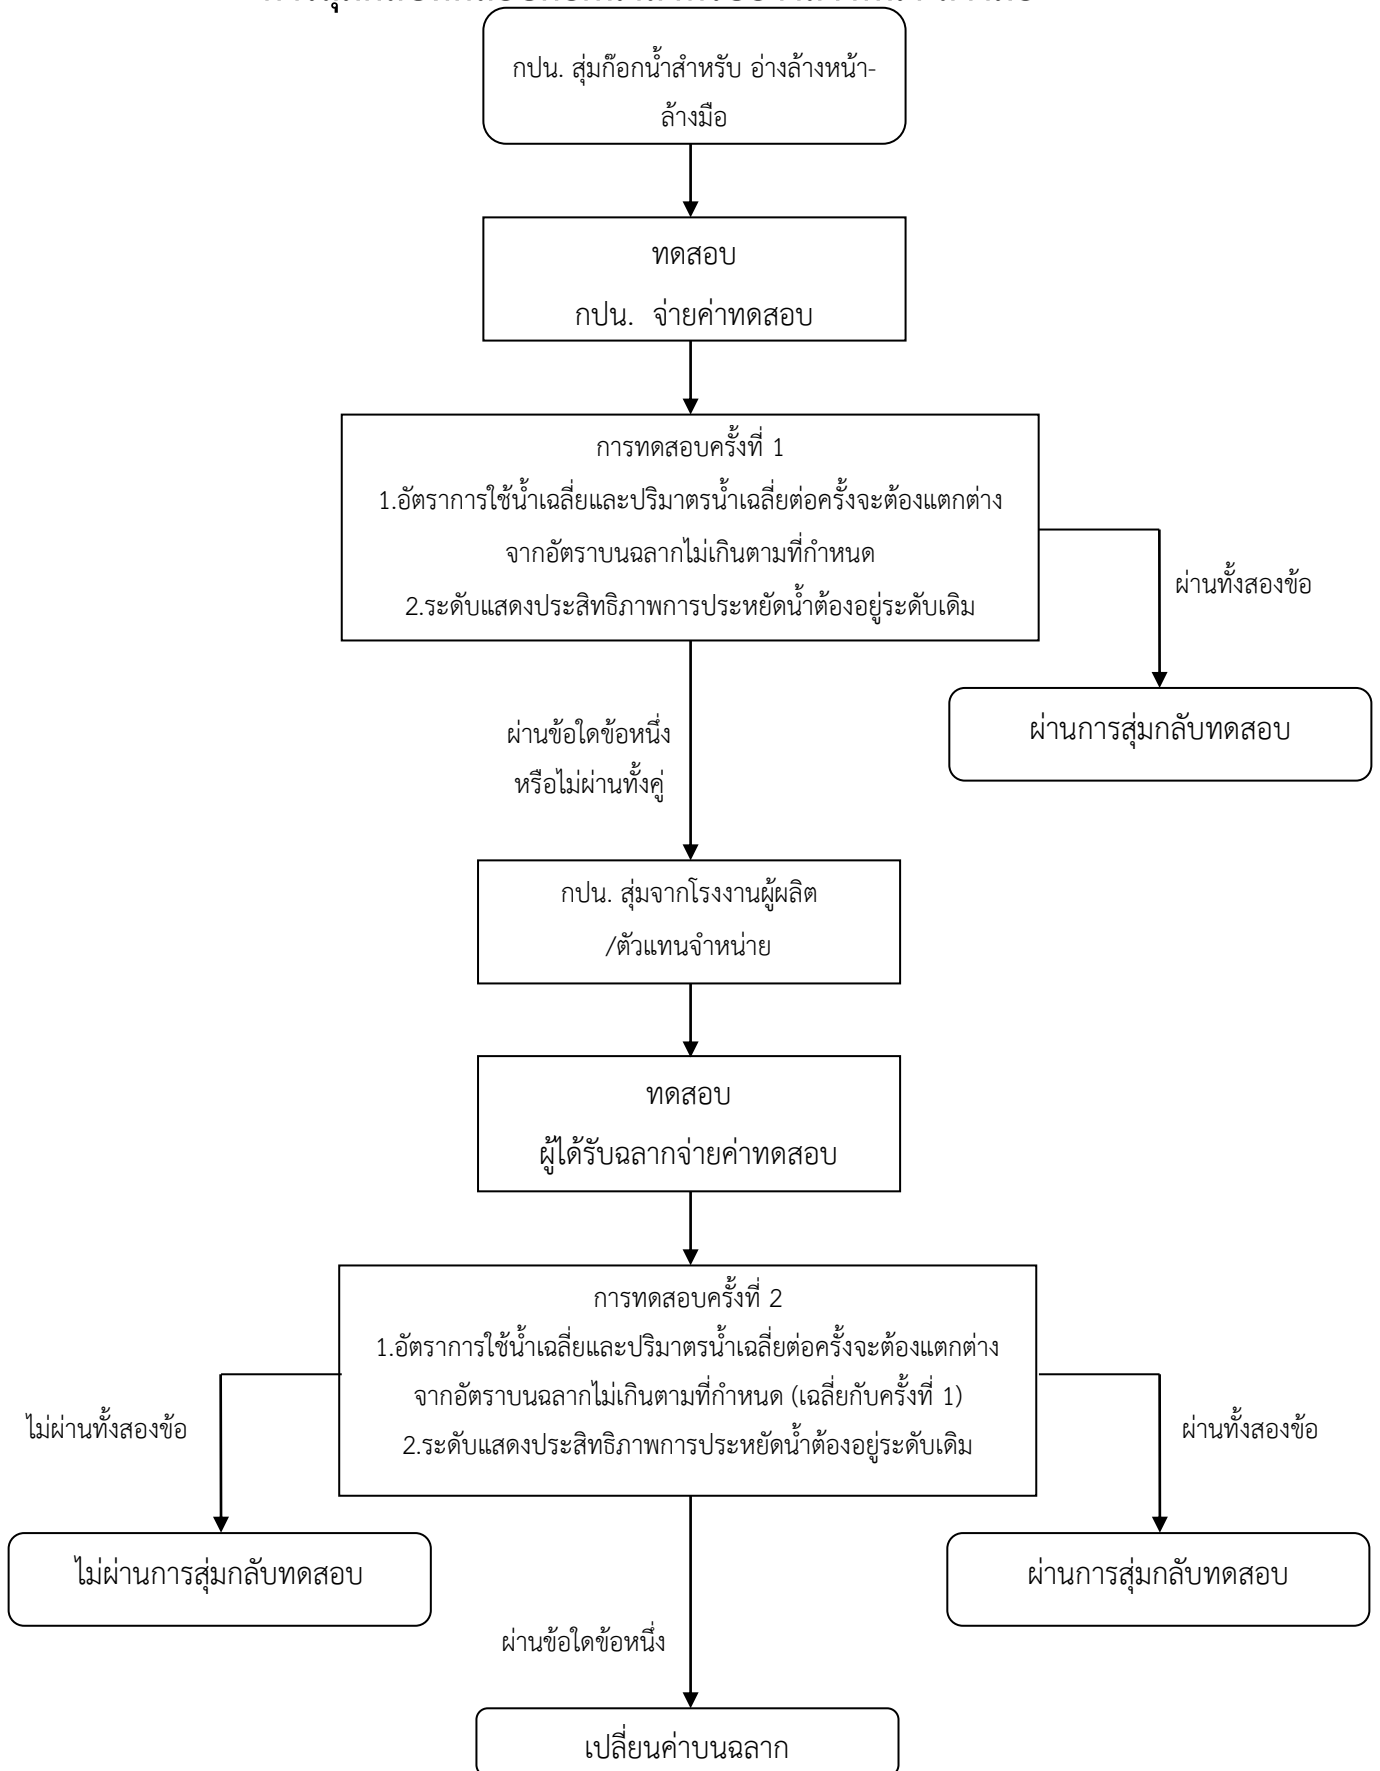 กปน. สุ่มก๊อกน้ำสำหรับ อ่างล้างหน้า-
ล้างมือ
ทดสอบ
กปน. จ่ายค่าทดสอบ
การทดสอบครั้งที่ 1
1.อัตราการใช้น้ำเฉลี่ยและปริมาตรน้ำเฉลี่ยต่อครั้งจะต้องแตกต่าง
จากอัตราบนฉลากไม่เกินตามที่กำหนด
2.ระดับแสดงประสิทธิภาพการประหยัดน้ำต้องอยู่ระดับเดิม
ผ่านทั้งสองข้อ
ผ่านการสุ่มกลับทดสอบ
ผ่านข้อใดข้อหนึ่ง
หรือไม่ผ่านทั้งคู่
กปน. สุ่มจากโรงงานผู้ผลิต
/ตัวแทนจำหน่าย
ทดสอบ
ผู้ได้รับฉลากจ่ายค่าทดสอบ
การทดสอบครั้งที่ 2
1.อัตราการใช้น้ำเฉลี่ยและปริมาตรน้ำเฉลี่ยต่อครั้งจะต้องแตกต่าง
จากอัตราบนฉลากไม่เกินตามที่กำหนด (เฉลี่ยกับครั้งที่ 1)
2.ระดับแสดงประสิทธิภาพการประหยัดน้ำต้องอยู่ระดับเดิม
ไม่ผ่านทั้งสองข้อ
ผ่านทั้งสองข้อ
ไม่ผ่านการสุ่มกลับทดสอบ
ผ่านการสุ่มกลับทดสอบ
ผ่านข้อใดข้อหนึ่ง
เปลี่ยนค่าบนฉลาก